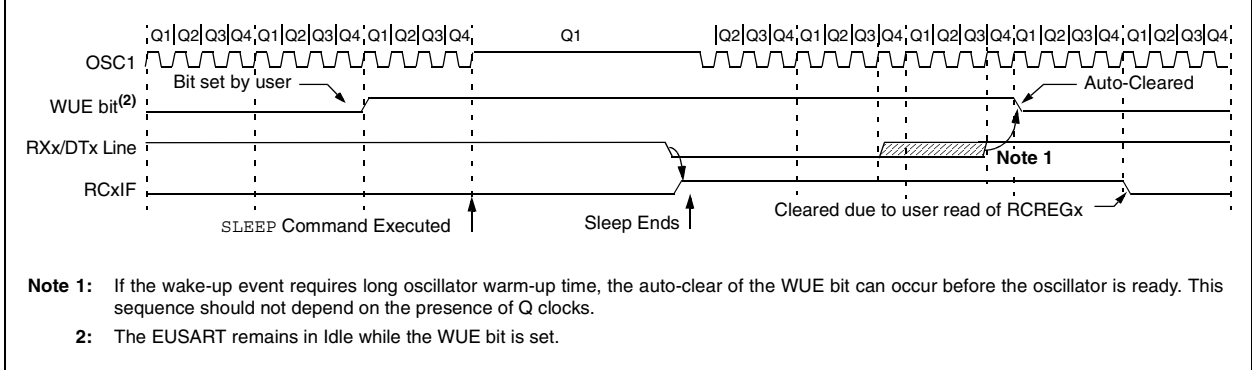 Q1 Q2 Q3 Q4 Q1 Q2 Q3 Q4 Q1 Q2 Q3 Q4 Q1 Q2 Q3 Q4 Q1 Q2 Q3 Q4 Q1 Q2 Q3 Q4 Q1 Q2 Q3 Q4 Q1 Q2 Q3 Q4
OSC1
Bit set by user
Auto-Cleared
WUE bit(2)
RXx/DTx Line
Note 1
RCxIF
SLEEP Command Executed
Sleep Ends
Cleared due to user read of RCREGx
Note 1: If the wake-up event requires long oscillator warm-up time, the auto-clear of the WUE bit can occur before the oscillator is ready. This
sequence should not depend on the presence of Q clocks.
2: The EUSART remains in Idle while the WUE bit is set.